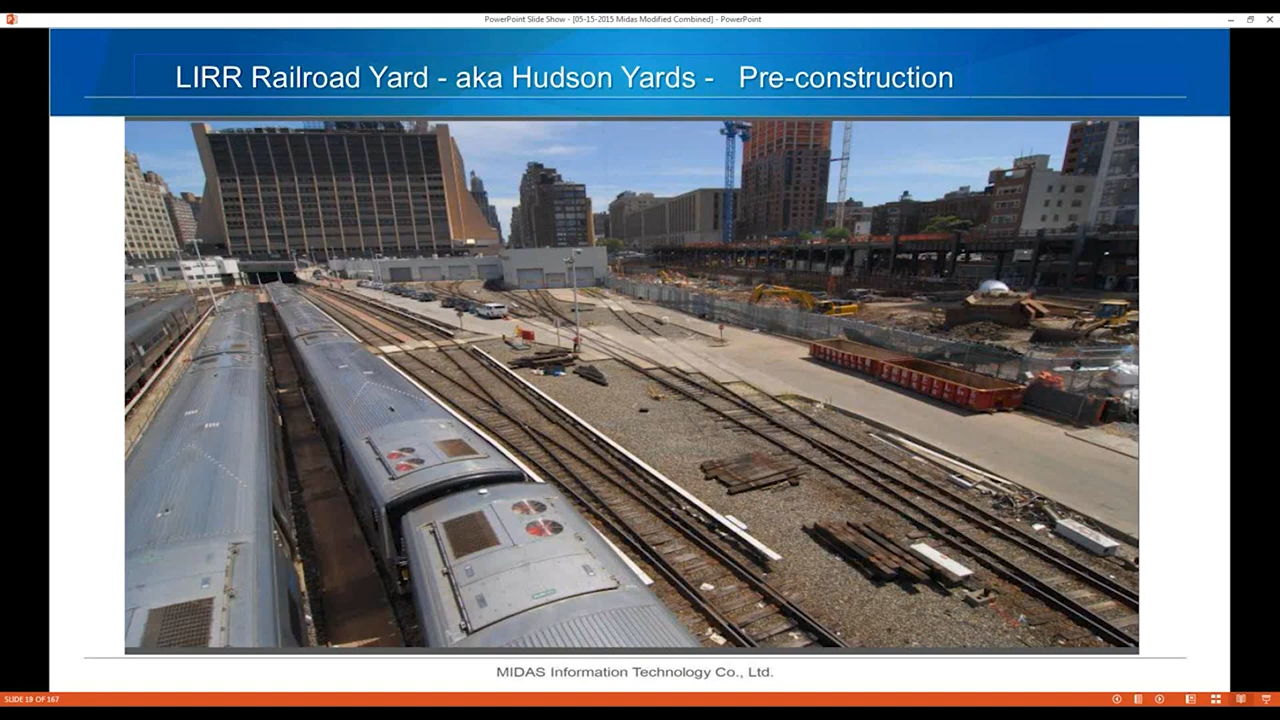 PowerPoint Slide Show - [05-15-2015 Midas Modified Combined] - PowerPoint
LIRR Railroad Yard - aka Hudson Yards - Pre-construction
MIDAS Information Technology Co., Ltd.
SLIDE 18 OF 167